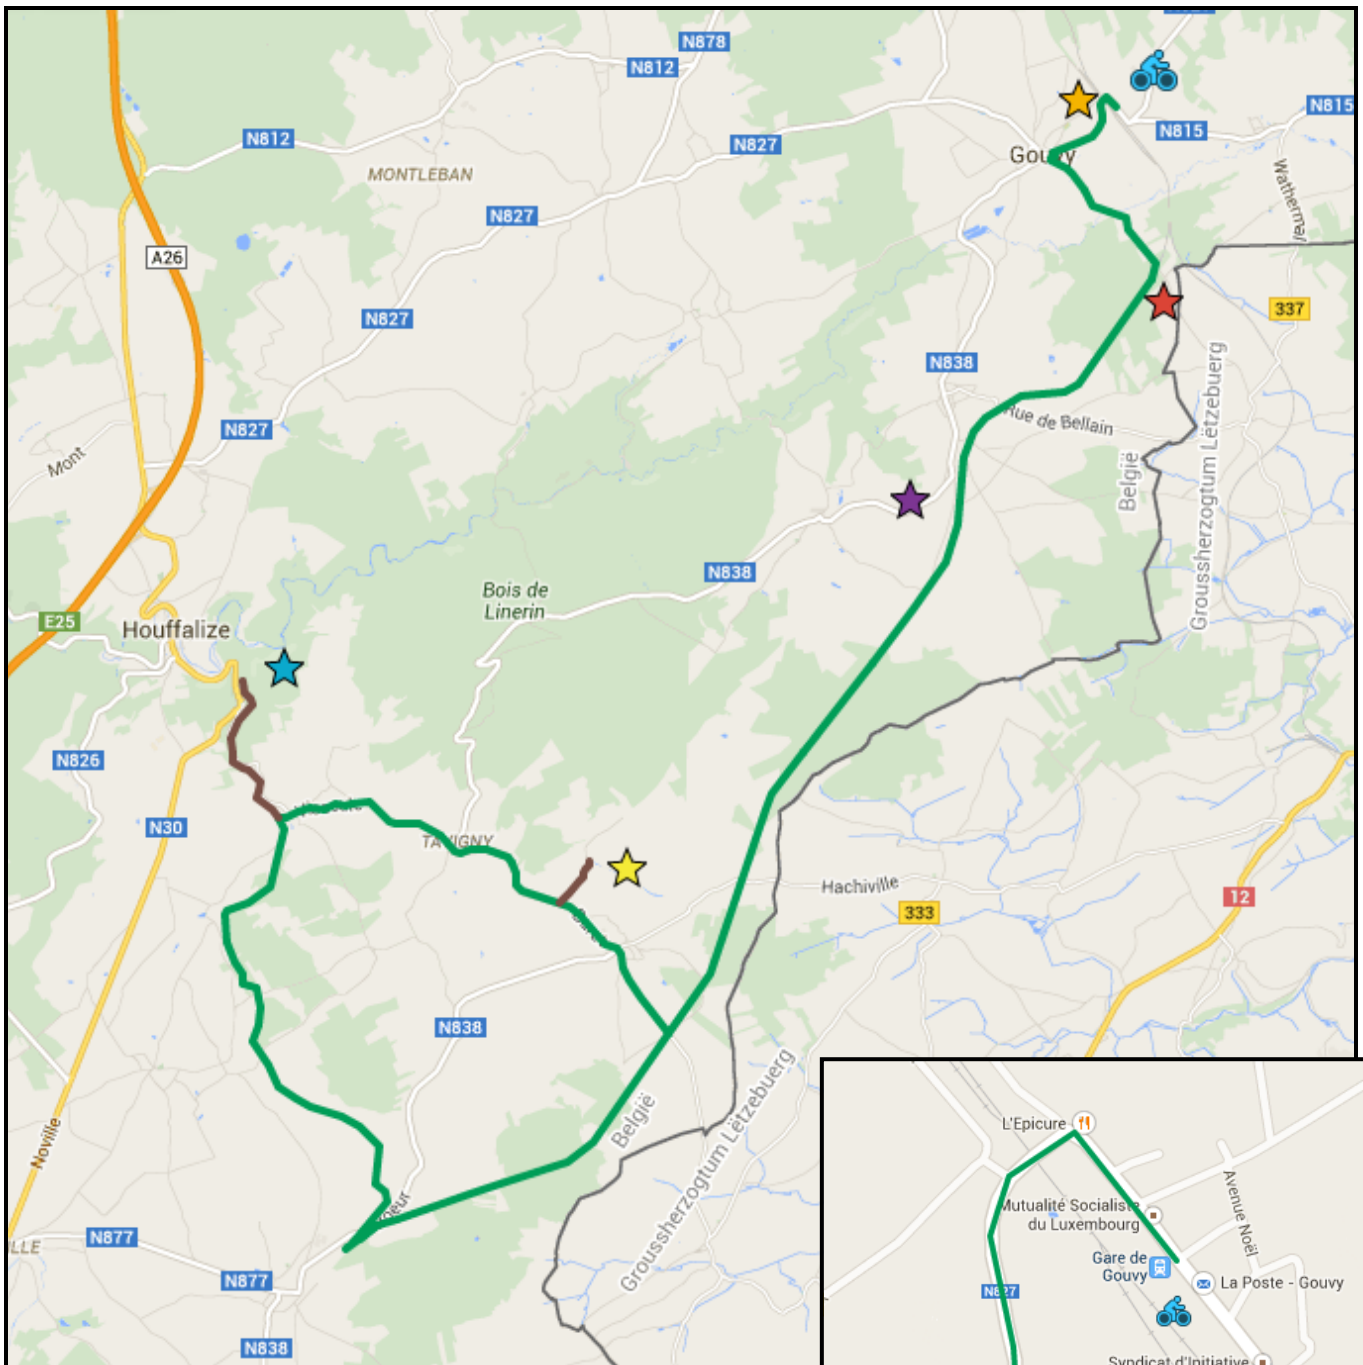 N878
N812
N812
N815
N827
N815
MONTLEBAN
Gouvy
N827
A26
337
N827
N838
Rue de Bellain
N827
Mont
België
Groussherzogtum Lëtzebuerg
N838
Bois de
Linerin
E25
Houffalize
N826
N30
TAVIGNY
Hachiville
333
12
N838
België
Groussherzogtum Lëtzebuerg
Noville
N877
N877
N838
L'Epicure
Mutualité Socialiste
du Luxembourg
Avenue Noël
Gare de
Gouvy
La Poste - Gouvy
N827
Syndicat d'Initiative